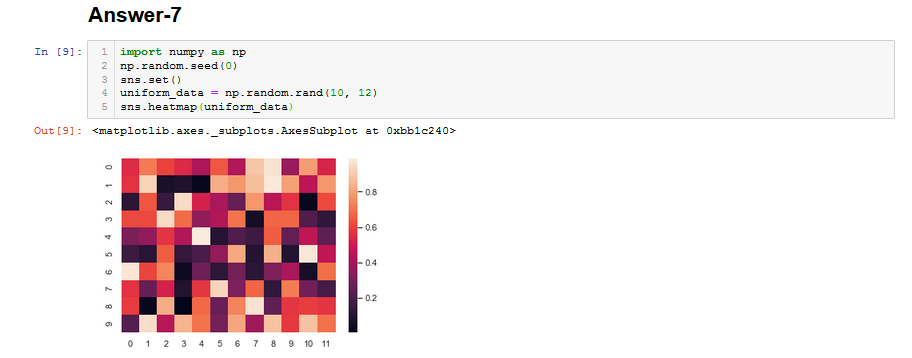 Answer-7
In [9]:
1 import numpy as np
2 np.random.seed(0)
3 sns.set()
4 uniform_data = np.random.rand(10, 12)
5 sns.heatmap(uniform_data)
Out[9]: <matplotlib.axes._subplots.AxesSubplot at 0xbb1c240>
0
1
2
3
4
5
6
7
8
9
0 1 2 3 4 5 6 7 8 9 10 11
0.8
0.6
0.4
0.2